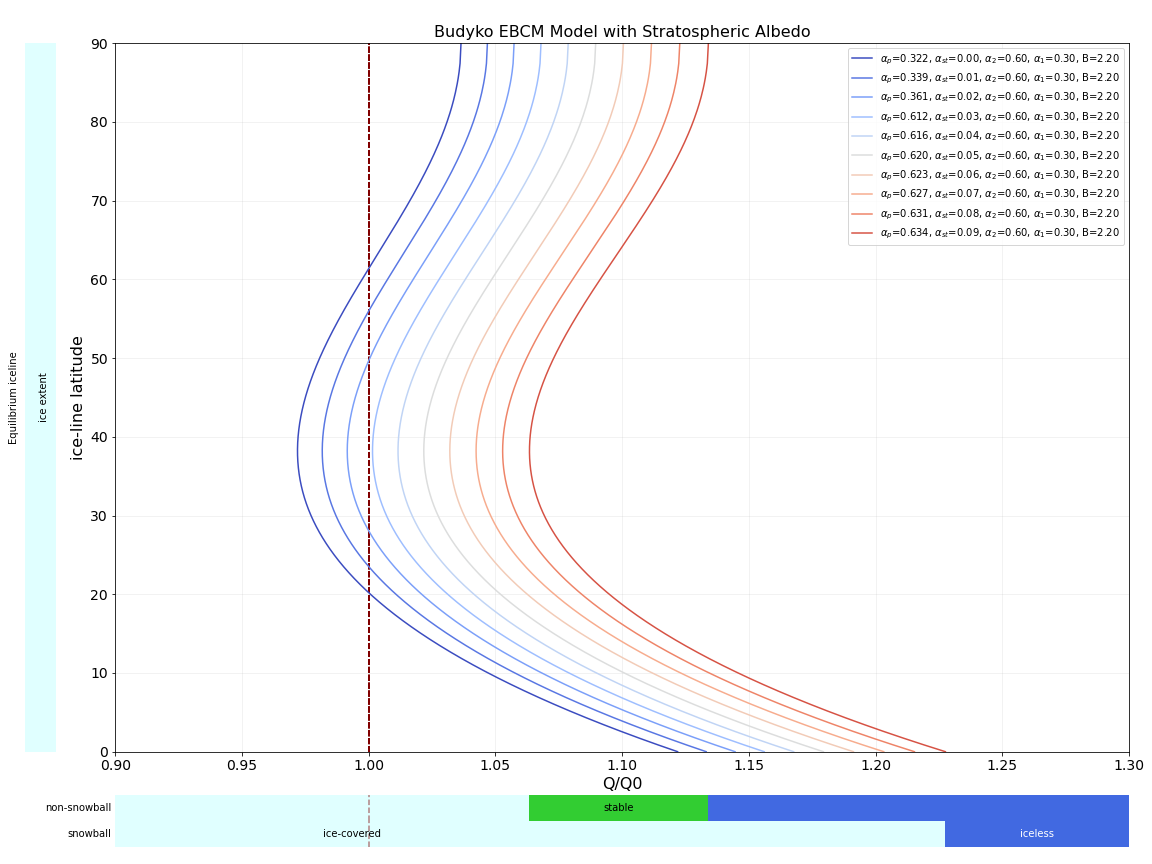 Budyko EBCM Model with Stratospheric Albedo
90
80
70
60
50
40
30
20
10
0
ice-line latitude
Equilibrium iceline
ice extent
αp=0.322, αst=0.00, α2=0.60, α1=0.30, B=2.20
αp=0.339, αst=0.01, α2=0.60, α1=0.30, B=2.20
αp=0.361, αst=0.02, α2=0.60, α1=0.30, B=2.20
αp=0.612, αst=0.03, α2=0.60, α1=0.30, B=2.20
αp=0.616, αst=0.04, α2=0.60, α1=0.30, B=2.20
αp=0.620, αst=0.05, α2=0.60, α1=0.30, B=2.20
αp=0.623, αst=0.06, α2=0.60, α1=0.30, B=2.20
αp=0.627, αst=0.07, α2=0.60, α1=0.30, B=2.20
αp=0.631, αst=0.08, α2=0.60, α1=0.30, B=2.20
αp=0.634, αst=0.09, α2=0.60, α1=0.30, B=2.20
0.90 0.95 1.00 1.05 1.10 1.15 1.20 1.25 1.30
Q/Q0
non-snowball stable
snowball ice-covered iceless